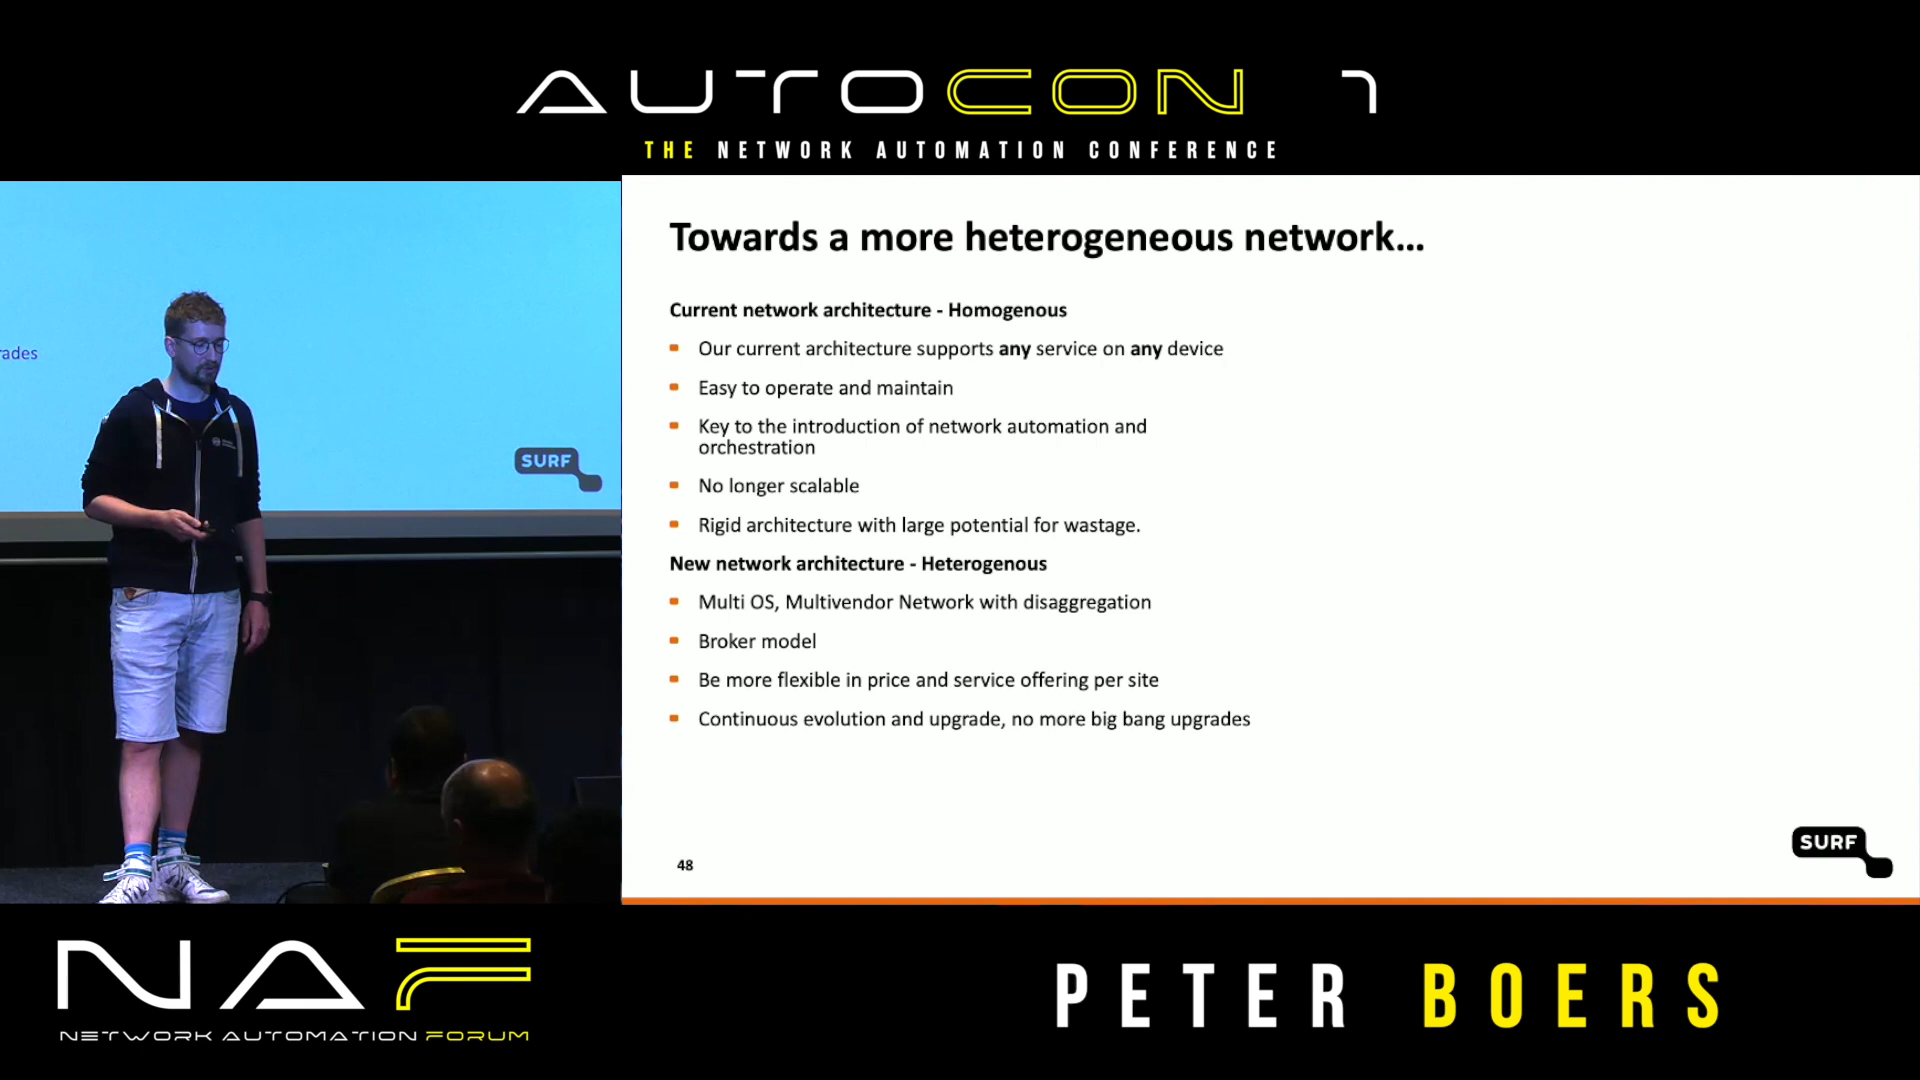 AUTOCON 1
THE NETWORK AUTOMATION CONFERENCE
rades
SURF
Towards a more heterogeneous network...
Current network architecture - Homogenous
Our current architecture supports any service on any device
Easy to operate and maintain
Key to the introduction of network automation and
orchestration
No longer scalable
Rigid architecture with large potential for wastage.
New network architecture - Heterogenous
Multi OS, Multivendor Network with disaggregation
Broker model
Be more flexible in price and service offering per site
Continuous evolution and upgrade, no more big bang upgrades
48
SURF
NAF
NETWORK AUTOMATION FORUM
PETER BOERS